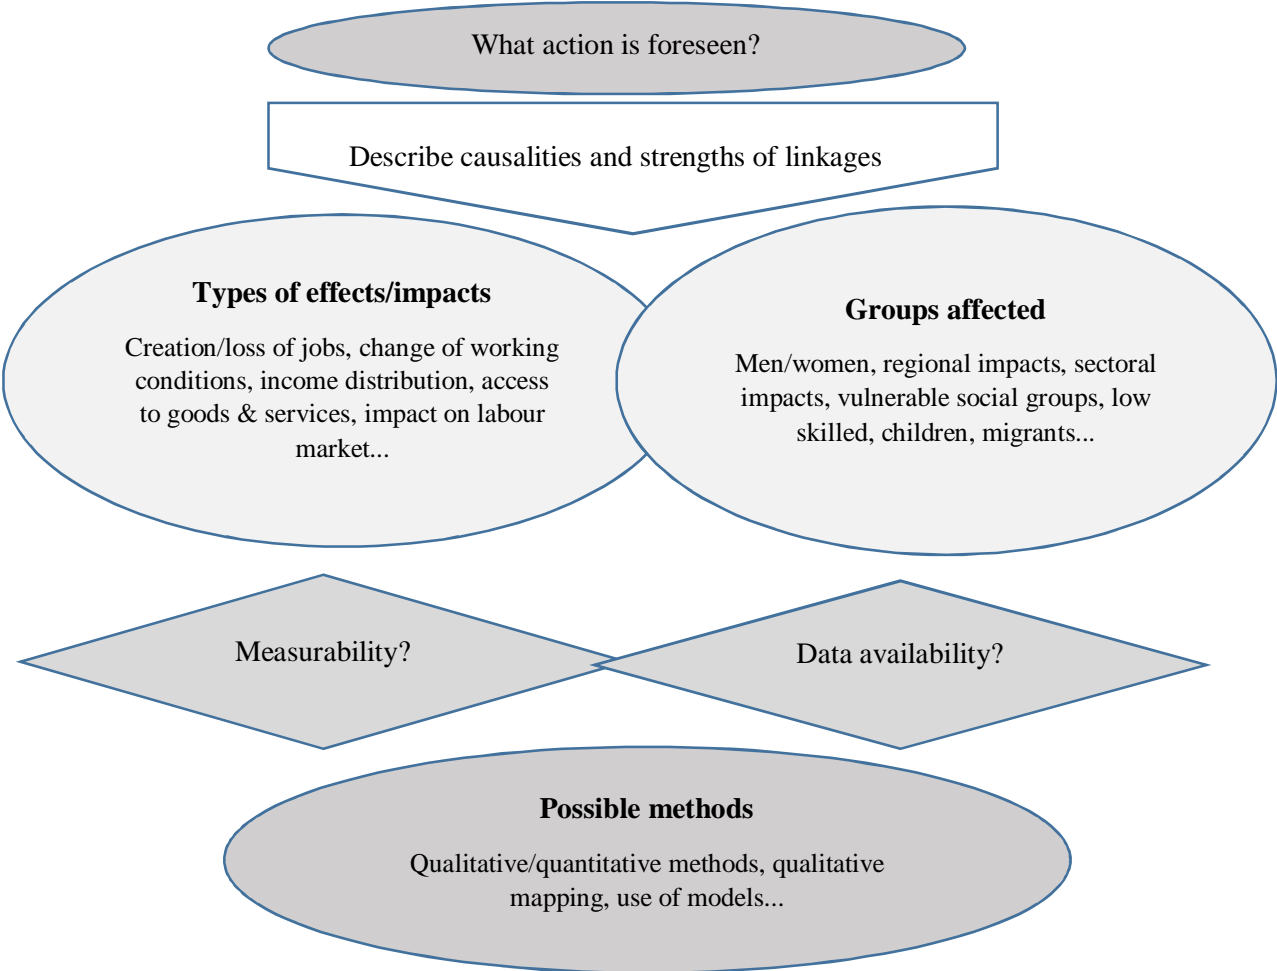 What action is foreseen?
Describe causalities and strengths of linkages
Types of effects/impacts
Creation/loss of jobs, change of working
conditions, income distribution, access
to goods & services, impact on labour
market...
Groups affected
Men/women, regional impacts, sectoral
impacts, vulnerable social groups, low
skilled, children, migrants...
Measurability?
Data availability?
Possible methods
Qualitative/quantitative methods, qualitative
mapping, use of models...